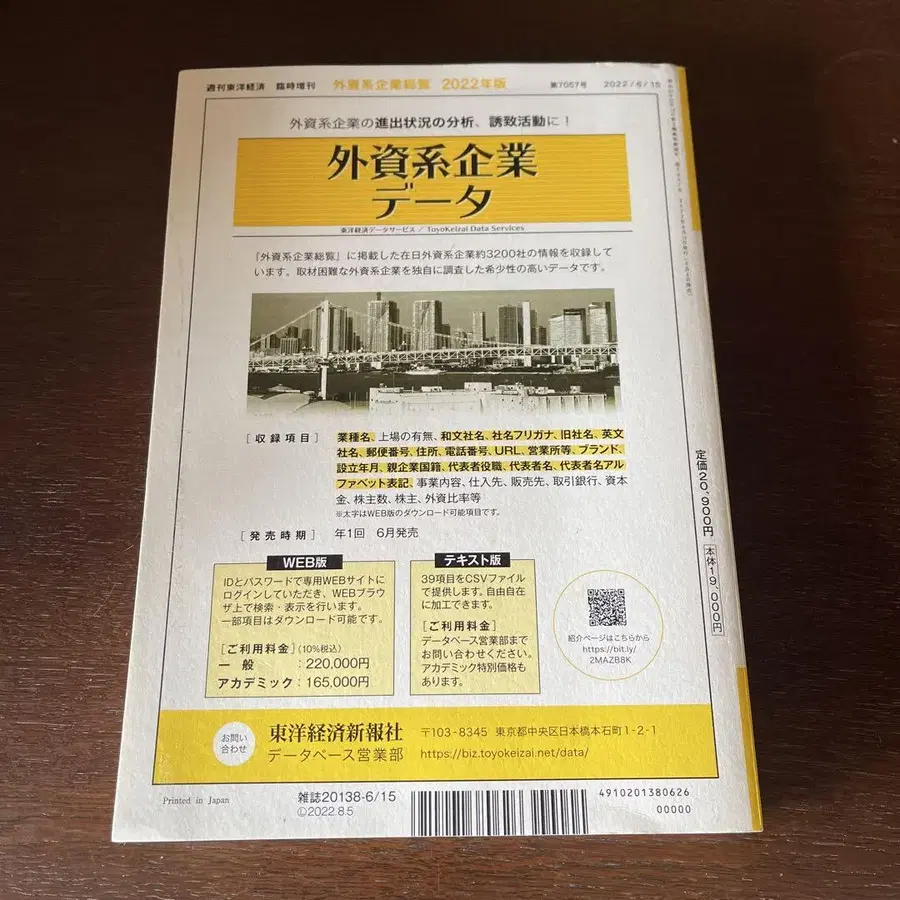 週刊東洋経済 臨時増刊 外資系企業総覧 2022年版 第7057号 2022/6/15
外資系企業の進出状況の分析、誘致活動に！
外資系企業
データ
東洋経済データサービス / ToyoKeizai Data Services
『外資系企業総覧』に掲載した在日外資系企業約3200社の情報を収録して
います。取材困難な外資系企業を独自に調査した希少性の高いデータです。
［収録項目］ 業種名、上場の有無、和文社名、社名フリガナ、旧社名、英文
社名、郵便番号、住所、電話番号、URL、営業所等、ブランド、
設立年月、親企業国籍、代表者役職、代表者名、代表者名アル
ファベット表記、事業内容、仕入先、販売先、取引銀行、資本
金、株主数、株主、外資比率等
※太字はWEB版のダウンロード可能項目です。
［発売時期］ 年1回 6月発売
WEB版
IDとパスワードで専用WEBサイトに
ログインしていただき、WEBブラウ
ザ上で検索・表示を行います。
一部項目はダウンロード可能です。
［ご利用料金］(10%税込)
一 般 ：220,000円
アカデミック：165,000円
テキスト版
39項目をCSVファイル
で提供します。自由自在
に加工できます。
［ご利用料金］
データベース営業部まで
お問い合わせください。
アカデミック特別価格も
あります。
紹介ページはこちらから
https://bit.ly/
2MAZB8K
お問い
合わせ
東洋経済新報社
データベース営業部
〒103-8345 東京都中央区日本橋本石町1-2-1
https://biz.toyokeizai.net/data/
定価20,900円 本体19,000円
Printed in Japan
雑誌20138-6/15
Ⓒ2022.8.5
4910201380626
00000